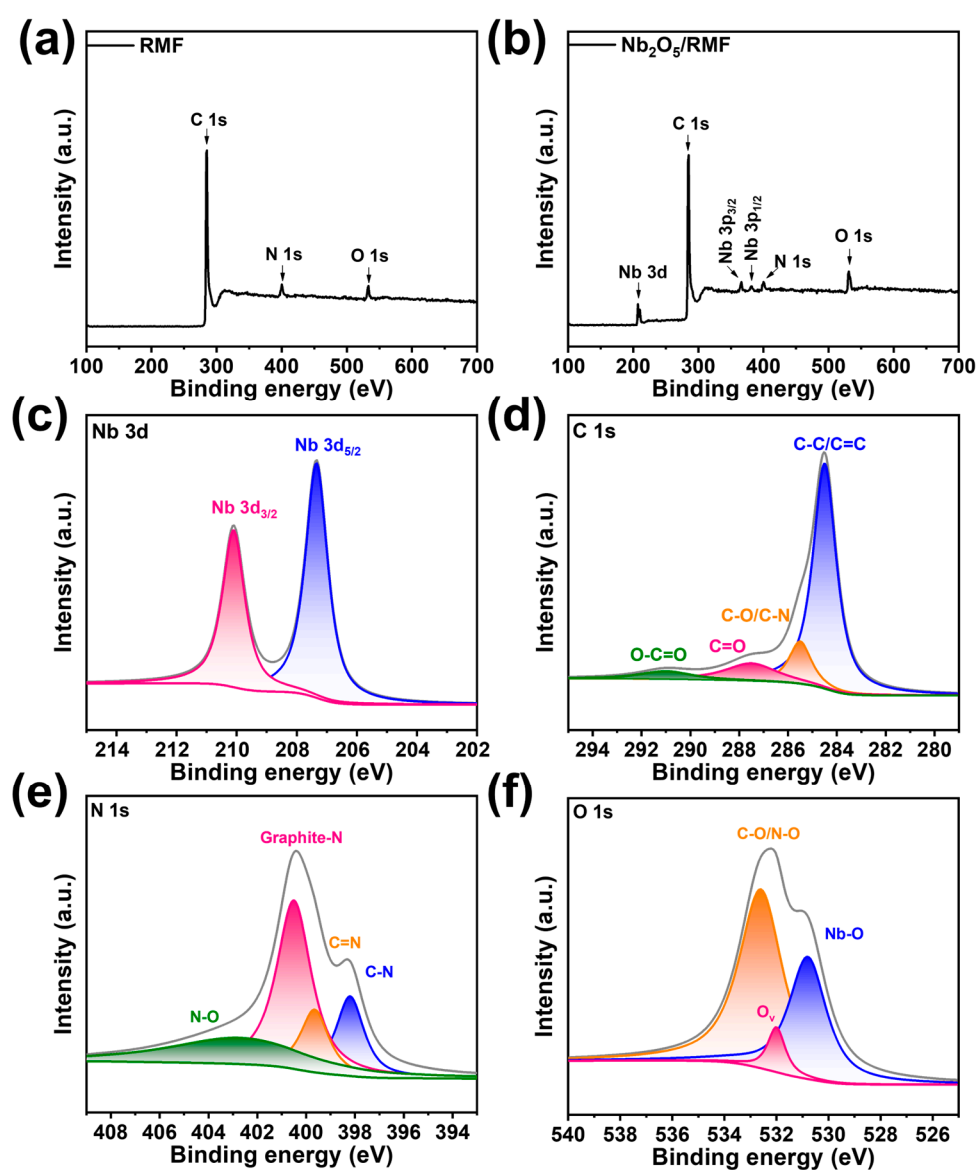 (a)
RMF
C 1s
N 1s
O 1s
Intensity (a.u.)
100 200 300 400 500 600 700
Binding energy (eV)
(b)
Nb₂O₅/RMF
C 1s
Nb 3d
Nb 3p₃/₂
Nb 3p₁/₂
N 1s
O 1s
Intensity (a.u.)
100 200 300 400 500 600 700
Binding energy (eV)
(c)
Nb 3d
Nb 3d₅/₂
Nb 3d₃/₂
Intensity (a.u.)
214 212 210 208 206 204 202
Binding energy (eV)
(d)
C 1s
C-C/C=C
C-O/C-N
C=O
O-C=O
Intensity (a.u.)
294 292 290 288 286 284 282 280
Binding energy (eV)
(e)
N 1s
Graphite-N
C=N
C-N
N-O
Intensity (a.u.)
408 406 404 402 400 398 396 394
Binding energy (eV)
(f)
O 1s
C-O/N-O
Nb-O
Oᵥ
Intensity (a.u.)
540 538 536 534 532 530 528 526
Binding energy (eV)